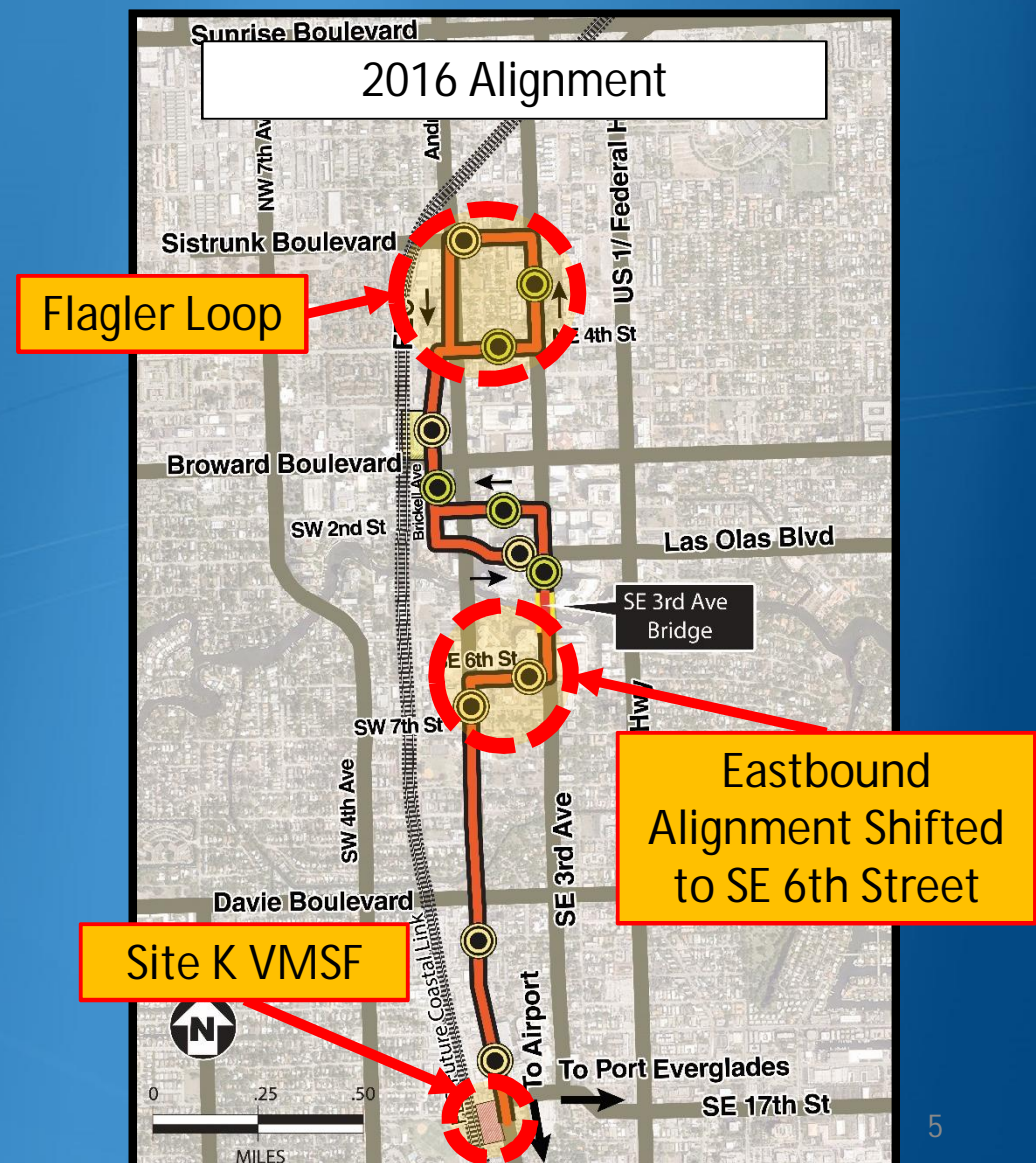 Sunrise Boulevard
2016 Alignment
NW 7th Av
Andr
US 1/ Federal H
Sistrunk Boulevard
Flagler Loop
NE 4th St
Broward Boulevard
Brickell Ave
SW 2nd St
Las Olas Blvd
SE 3rd Ave
Bridge
SE 6th St
SW 7th St
Hwy
Eastbound
Alignment Shifted
to SE 6th Street
SW 4th Ave
SE 3rd Ave
Davie Boulevard
Site K VMSF
Future Coastal Link
To Airport
N
To Port Everglades
0 .25 .50
SE 17th St
MILES
5